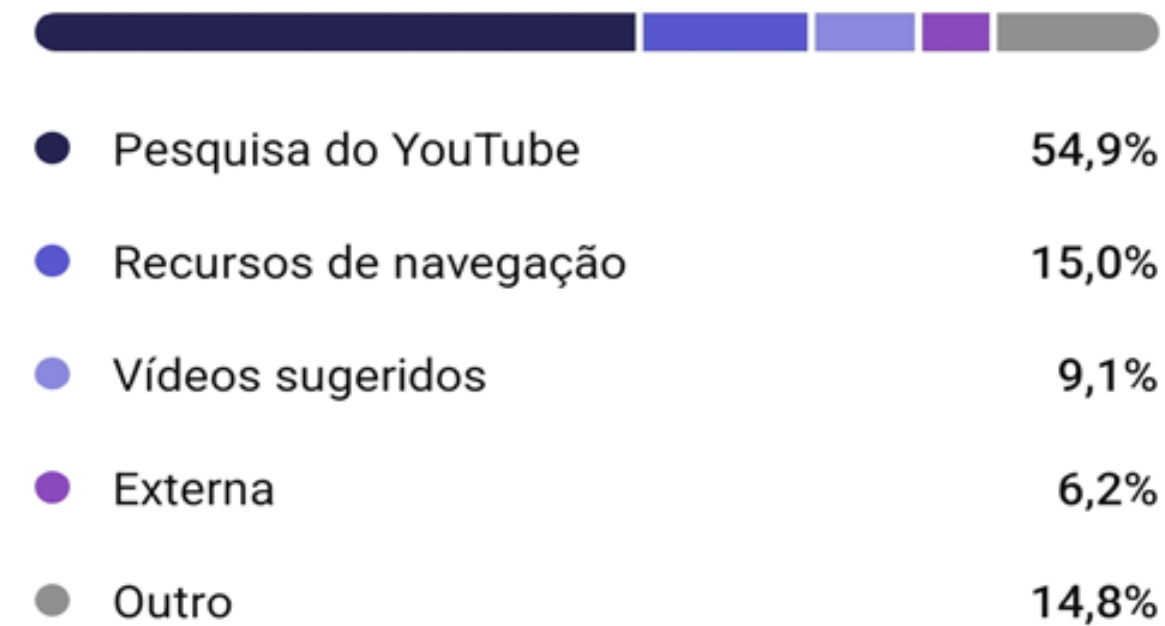 Pesquisa do YouTube 54,9%
Recursos de navegação 15,0%
Vídeos sugeridos 9,1%
Externa 6,2%
Outro 14,8%